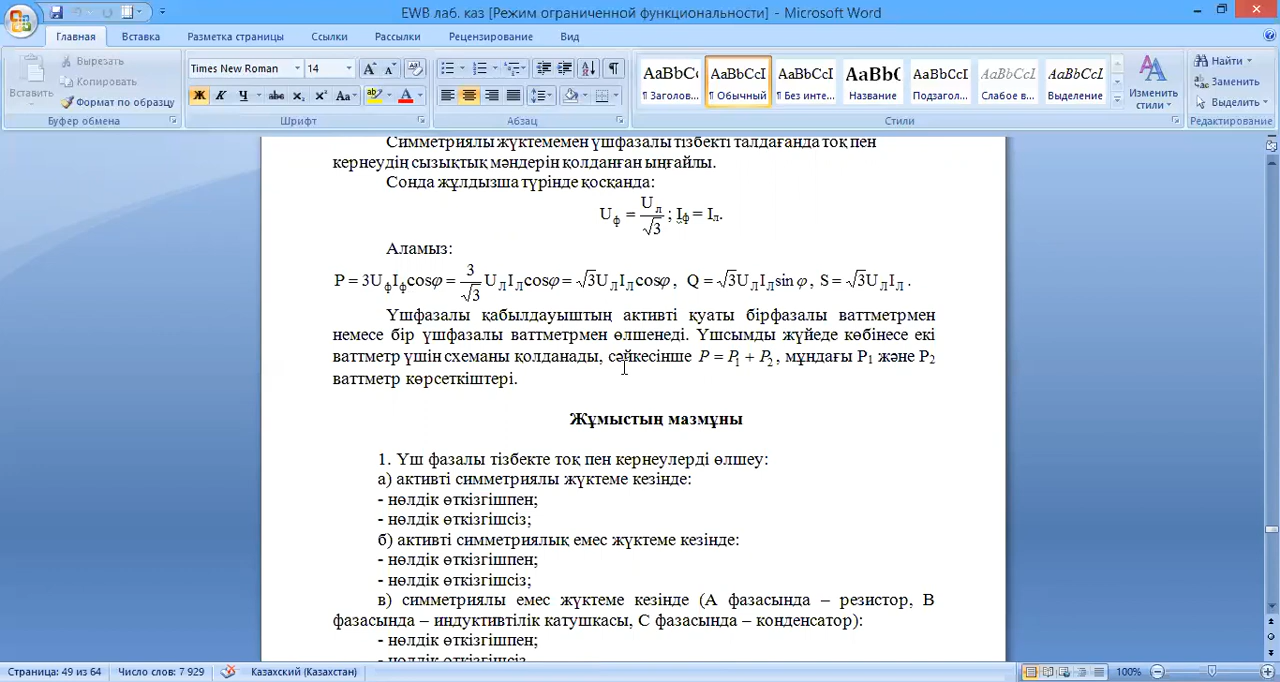 EWB лаб. каз [Режим ограниченной функциональности] - Microsoft Word
Главная Вставка Разметка страницы Ссылки Рассылки Рецензирование Вид
Вставить
Вырезать
Копировать
Формат по образцу
Буфер обмена
Times New Roman 14
Ж К Ч abc x₂ x² Aa
Шрифт
Абзац
AaBbCc AaBbCcI AaBbCcI AaBbC AaBbCcI AaBbCcI AaBbCcI
¶ Заголов... ¶ Обычный ¶ Без инте... Название Подзагол... Слабое в... Выделение
Изменить стили
Стили
Найти
Заменить
Выделить
Редактирование
Симметриялы жүктемемен үшфазалы тізбекті талдағанда тоқ пен
кернеудің сызықтық мәндерін қолданған ыңғайлы.
Сонда жұлдызша түрінде қосқанда:
Uф = Uл/√3 ; Iф = Iл.
Аламыз:
P = 3UфIфcosφ = 3/√3 UЛIЛcosφ = √3UЛIЛcosφ, Q = √3UЛIЛsinφ, S = √3UЛIЛ .
Үшфазалы қабылдауыштың активті қуаты бірфазалы ваттметрмен
немесе бір үшфазалы ваттметрмен өлшенеді. Үшсымды жүйеде көбінесе екі
ваттметр үшін схеманы қолданады, сәйкесінше P = P₁ + P₂, мұндағы P₁ және P₂
ваттметр көрсеткіштері.
Жұмыстың мазмұны
1. Үш фазалы тізбекте тоқ пен кернеулерді өлшеу:
а) активті симметриялы жүктеме кезінде:
- нөлдік өткізгішпен;
- нөлдік өткізгішсіз;
б) активті симметриялық емес жүктеме кезінде:
- нөлдік өткізгішпен;
- нөлдік өткізгішсіз;
в) симметриялы емес жүктеме кезінде (А фазасында – резистор, В
фазасында – индуктивтілік катушкасы, С фазасында – конденсатор):
- нөлдік өткізгішпен;
- нөлдік өткізгішсіз
Страница: 49 из 64 Число слов: 7 929 Казахский (Казахстан) 100%